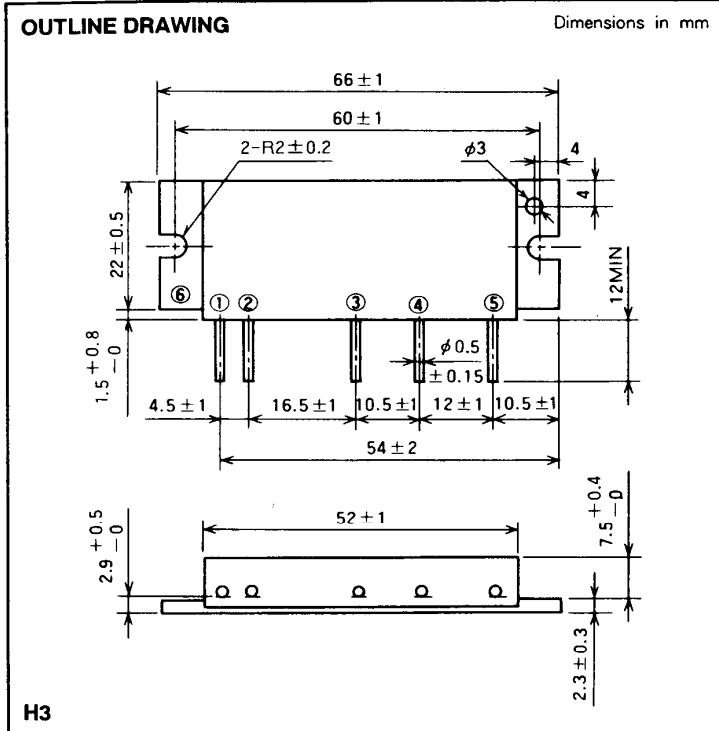 OUTLINE DRAWING
Dimensions in mm
66±1
60±1
2-R2±0.2
φ3
4
4
22±0.5
12MIN
⑥
①
②
③
④
⑤
1.5 +0.8 −0
φ0.5
±0.15
4.5±1
16.5±1
10.5±1
12±1
10.5±1
54±2
2.9 +0.5 −0
52±1
7.5 +0.4 −0
2.3±0.3
H3